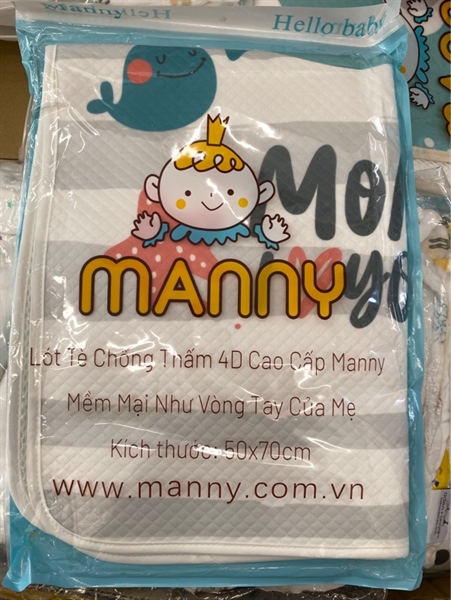 Manny Hello baby
MANNY
Lót Tè Chống Thấm 4D Cao Cấp Manny
Mềm Mại Như Vòng Tay Của Mẹ
Kích thước: 50x70cm
www.manny.com.vn